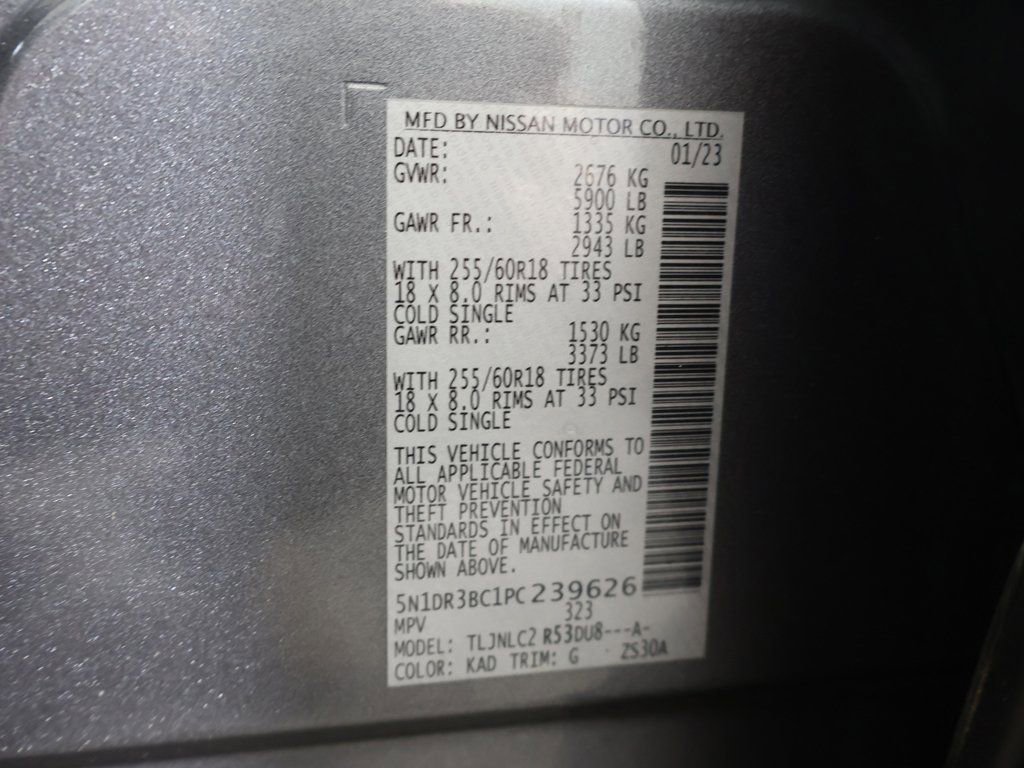 MFD BY NISSAN MOTOR CO., LTD.
DATE: 01/23
GVWR: 2676 KG
5900 LB
GAWR FR.: 1335 KG
2943 LB
WITH 255/60R18 TIRES
18 X 8.0 RIMS AT 33 PSI
COLD SINGLE
GAWR RR.: 1530 KG
3373 LB
WITH 255/60R18 TIRES
18 X 8.0 RIMS AT 33 PSI
COLD SINGLE
THIS VEHICLE CONFORMS TO
ALL APPLICABLE FEDERAL
MOTOR VEHICLE SAFETY AND
THEFT PREVENTION
STANDARDS IN EFFECT ON
THE DATE OF MANUFACTURE
SHOWN ABOVE.
5N1DR3BC1PC239626
MPV 323
MODEL: TLJNLC2 R53DU8---A-
COLOR: KAD TRIM: G ZS30A